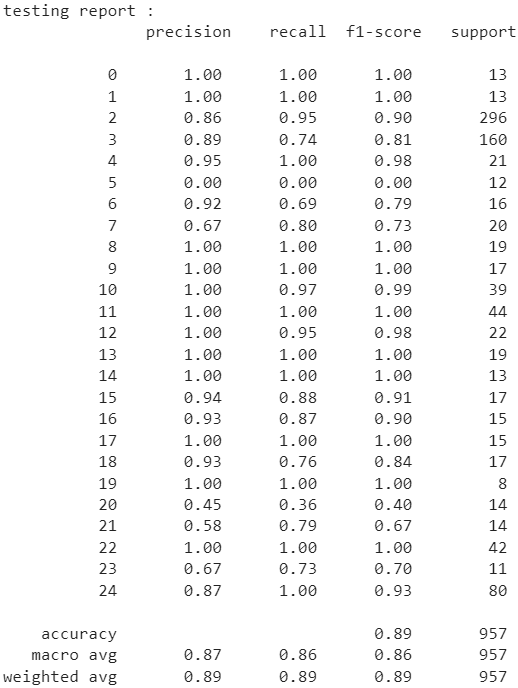 testing report :
precision recall f1-score support
0 1.00 1.00 1.00 13
1 1.00 1.00 1.00 13
2 0.86 0.95 0.90 296
3 0.89 0.74 0.81 160
4 0.95 1.00 0.98 21
5 0.00 0.00 0.00 12
6 0.92 0.69 0.79 16
7 0.67 0.80 0.73 20
8 1.00 1.00 1.00 19
9 1.00 1.00 1.00 17
10 1.00 0.97 0.99 39
11 1.00 1.00 1.00 44
12 1.00 0.95 0.98 22
13 1.00 1.00 1.00 19
14 1.00 1.00 1.00 13
15 0.94 0.88 0.91 17
16 0.93 0.87 0.90 15
17 1.00 1.00 1.00 15
18 0.93 0.76 0.84 17
19 1.00 1.00 1.00 8
20 0.45 0.36 0.40 14
21 0.58 0.79 0.67 14
22 1.00 1.00 1.00 42
23 0.67 0.73 0.70 11
24 0.87 1.00 0.93 80
accuracy 0.89 957
macro avg 0.87 0.86 0.86 957
weighted avg 0.89 0.89 0.89 957